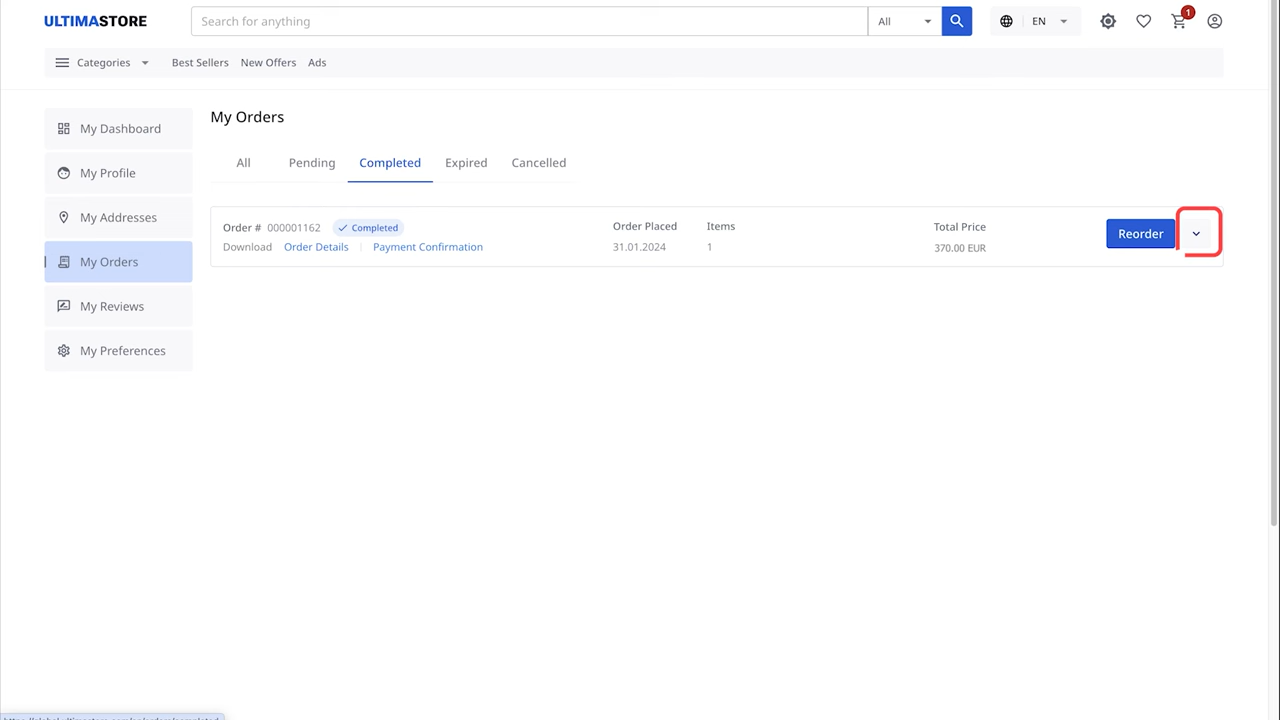 ULTIMASTORE
Search for anything
All
EN
1
Categories
Best Sellers
New Offers
Ads
My Dashboard
My Profile
My Addresses
My Orders
My Reviews
My Preferences
My Orders
All
Pending
Completed
Expired
Cancelled
Order # 000001162 Completed
Download Order Details | Payment Confirmation
Order Placed
31.01.2024
Items
1
Total Price
370.00 EUR
Reorder